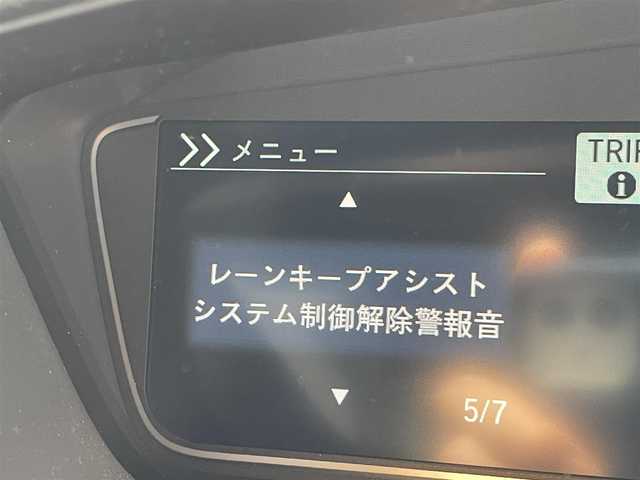 メニュー
TRIP
i
▲
レーンキープアシスト
システム制御解除警報音
▼
5/7